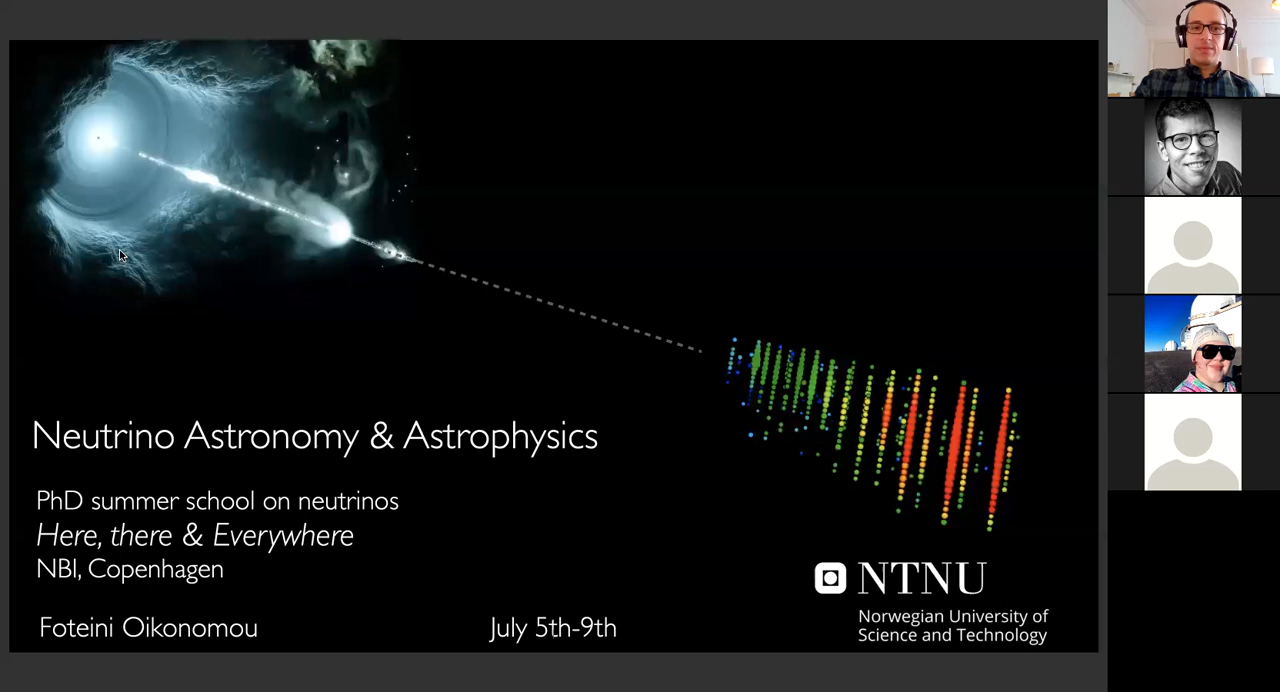 Neutrino Astronomy & Astrophysics
PhD summer school on neutrinos
Here, there & Everywhere
NBI, Copenhagen
Foteini Oikonomou
July 5th-9th
NTNU
Norwegian University of
Science and Technology